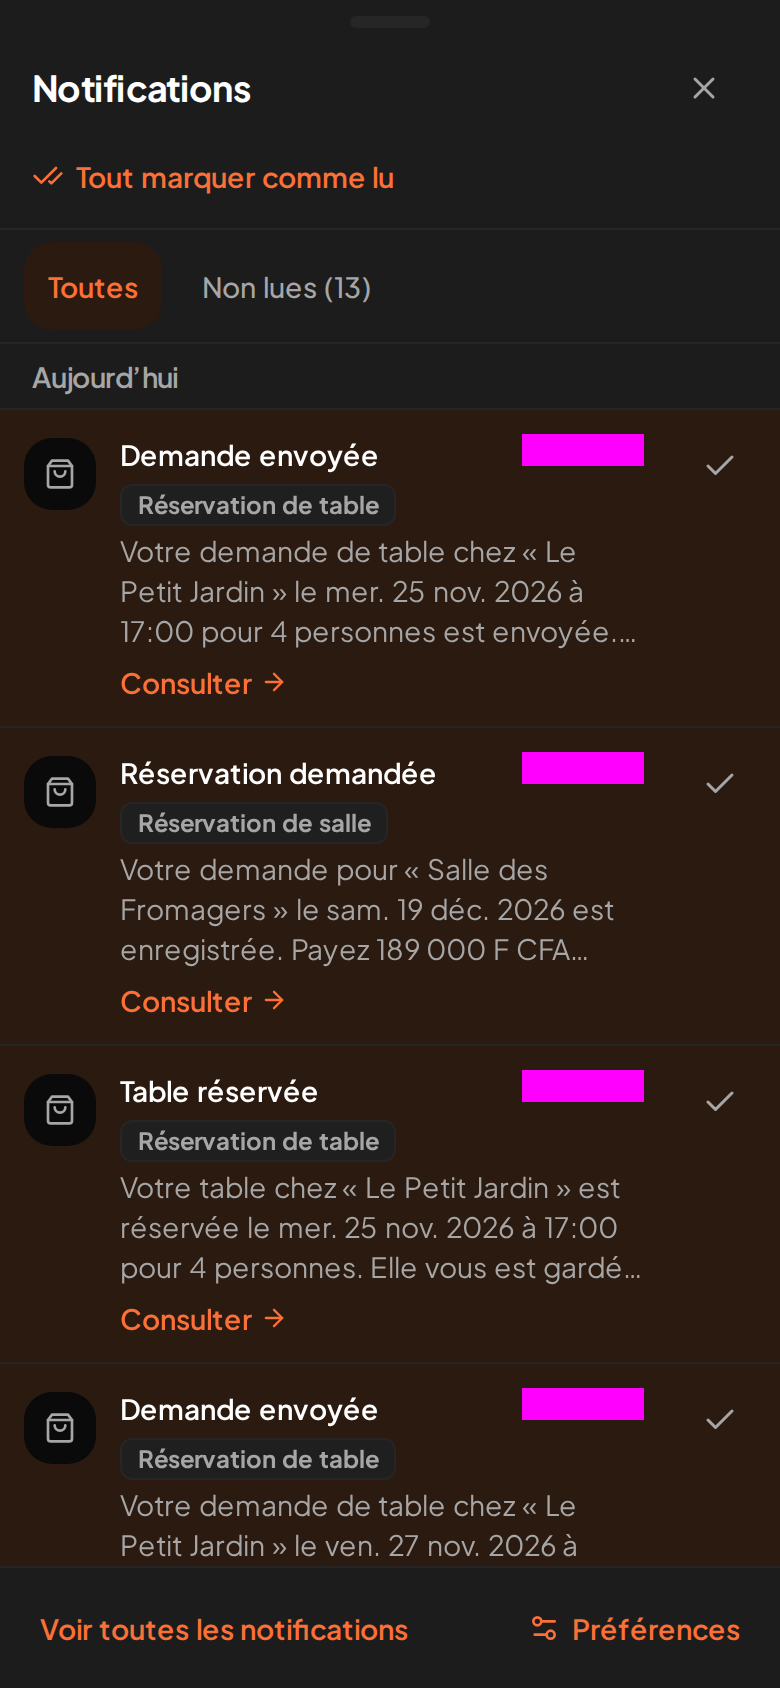 Notifications
Tout marquer comme lu
Toutes
Non lues (13)
Aujourd’hui
Demande envoyée
Réservation de table
Votre demande de table chez « Le
Petit Jardin » le mer. 25 nov. 2026 à
17:00 pour 4 personnes est envoyée.…
Consulter
Réservation demandée
Réservation de salle
Votre demande pour « Salle des
Fromagers » le sam. 19 déc. 2026 est
enregistrée. Payez 189 000 F CFA…
Consulter
Table réservée
Réservation de table
Votre table chez « Le Petit Jardin » est
réservée le mer. 25 nov. 2026 à 17:00
pour 4 personnes. Elle vous est gardé…
Consulter
Demande envoyée
Réservation de table
Votre demande de table chez « Le
Petit Jardin » le ven. 27 nov. 2026 à
Voir toutes les notifications
Préférences